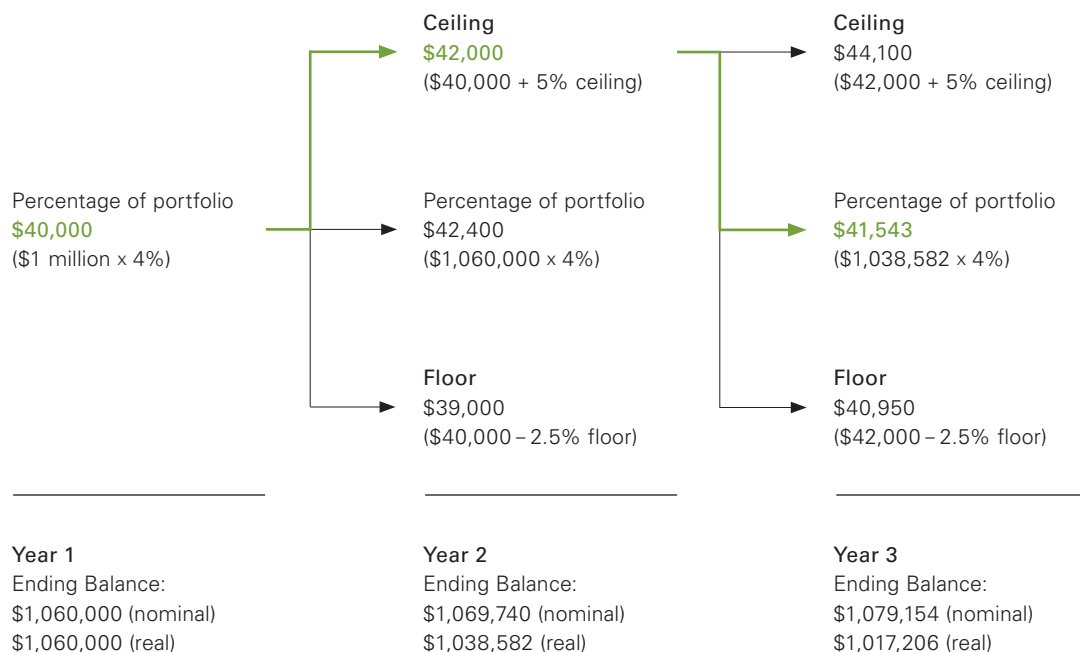 Ceiling
$42,000
($40,000 + 5% ceiling)
Ceiling
$44,100
($42,000 + 5% ceiling)
Percentage of portfolio
$40,000
($1 million x 4%)
Percentage of portfolio
$42,400
($1,060,000 x 4%)
Percentage of portfolio
$41,543
($1,038,582 x 4%)
Floor
$39,000
($40,000 – 2.5% floor)
Floor
$40,950
($42,000 – 2.5% floor)
Year 1
Ending Balance:
$1,060,000 (nominal)
$1,060,000 (real)
Year 2
Ending Balance:
$1,069,740 (nominal)
$1,038,582 (real)
Year 3
Ending Balance:
$1,079,154 (nominal)
$1,017,206 (real)